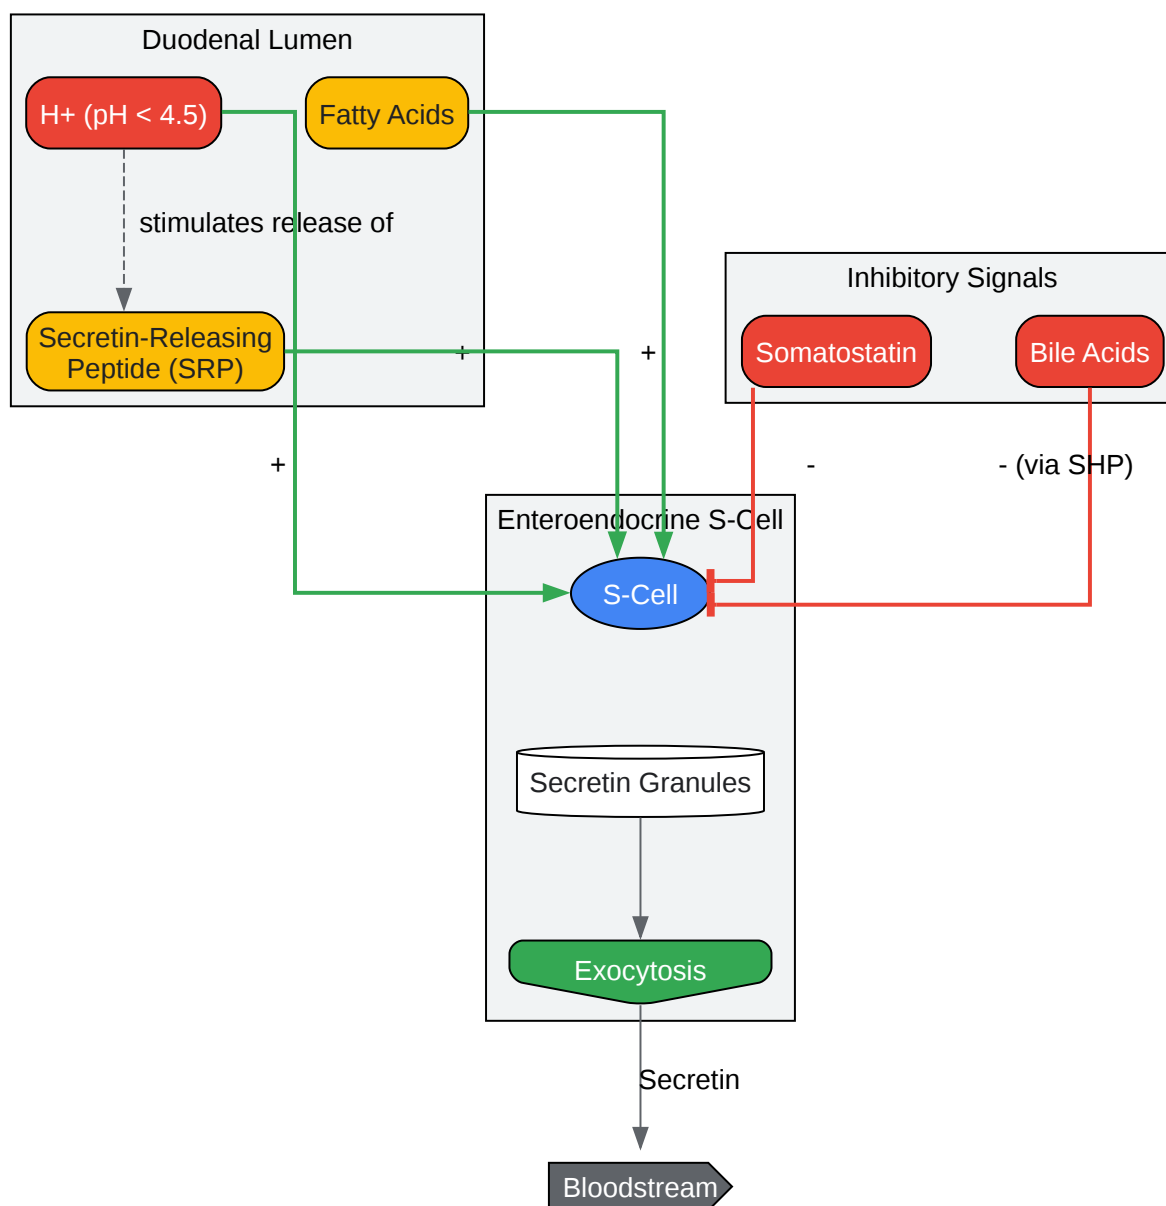 Duodenal Lumen
H+ (pH < 4.5)
Fatty Acids
stimulates release of
Secretin-Releasing
Peptide (SRP)
+
+
+
Inhibitory Signals
Somatostatin
Bile Acids
-
- (via SHP)
Enteroendocrine S-Cell
S-Cell
Secretin Granules
Exocytosis
Secretin
Bloodstream